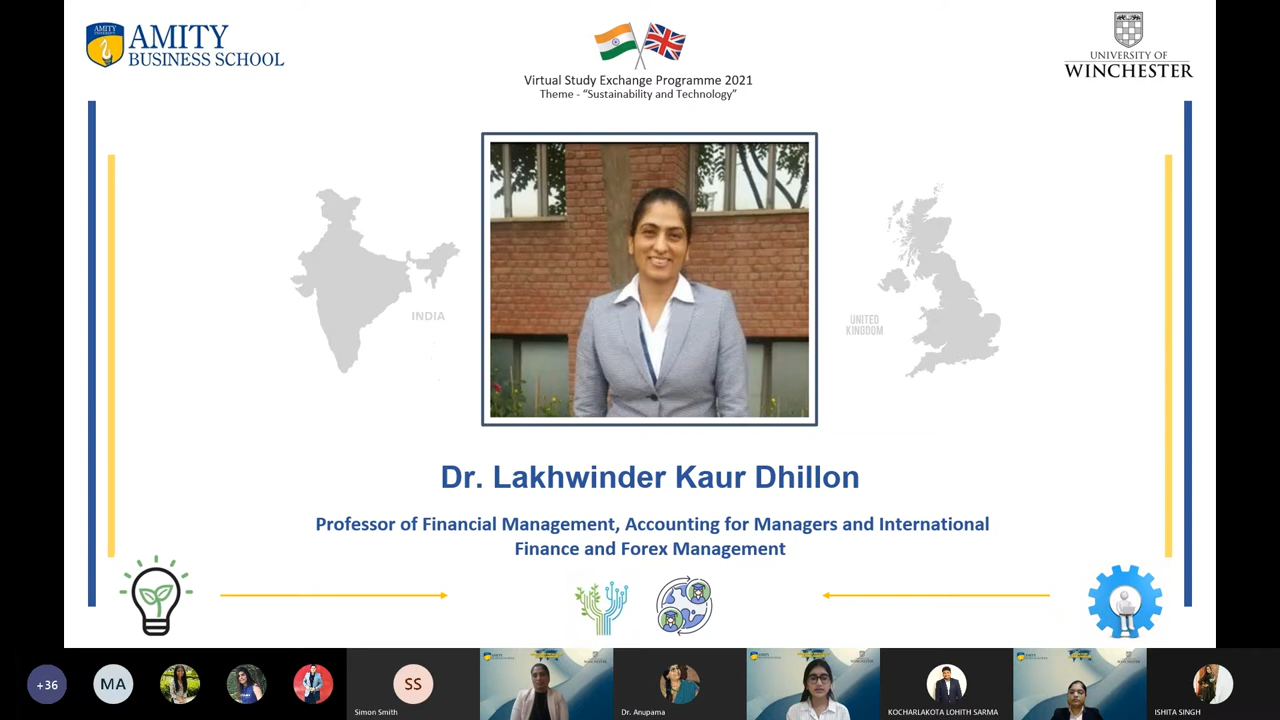 AMITY
BUSINESS SCHOOL
Virtual Study Exchange Programme 2021
Theme - “Sustainability and Technology”
UNIVERSITY OF
WINCHESTER
INDIA
UNITED
KINGDOM
Dr. Lakhwinder Kaur Dhillon
Professor of Financial Management, Accounting for Managers and International
Finance and Forex Management
+36
MA
SS
Simon Smith
Dr. Anupama
KOCHARLAKOTA LOHITH SARMA
ISHITA SINGH